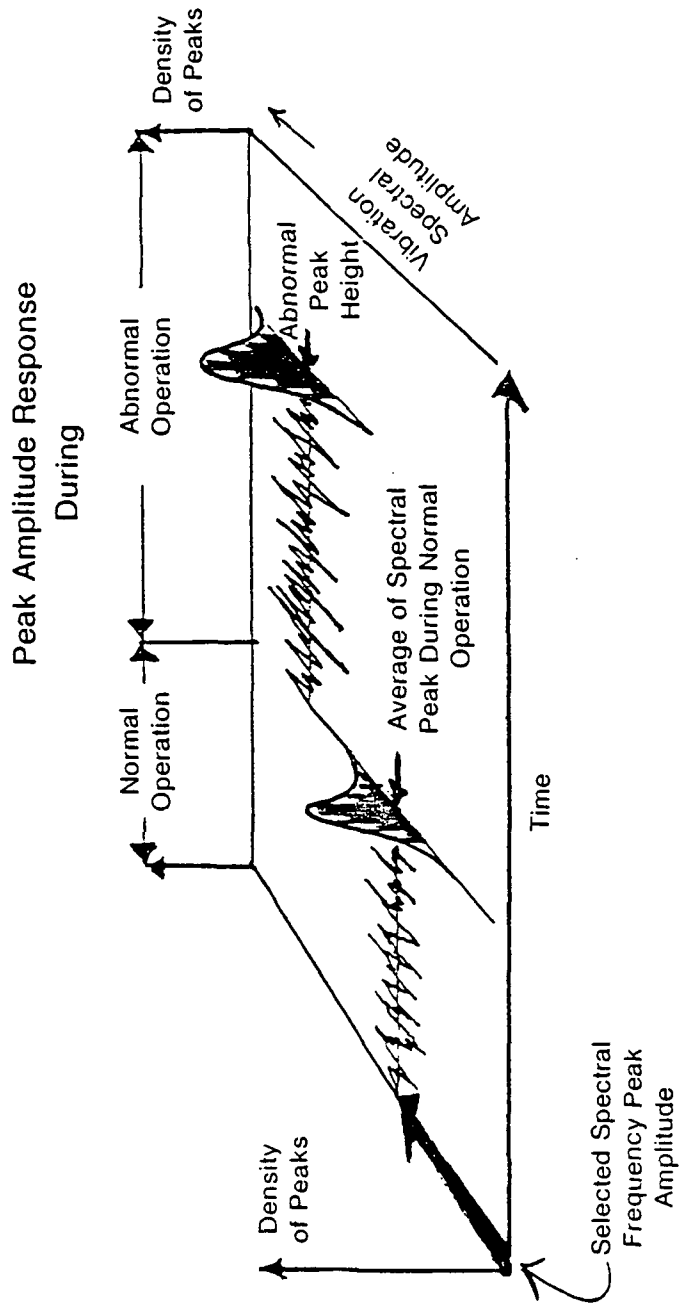 Peak Amplitude Response
During
Normal
Operation
Abnormal
Operation
Density
of Peaks
Density
of Peaks
Abnormal
Peak
Height
Vibration
Spectral
Amplitude
Average of Spectral
Peak During Normal
Operation
Time
Selected Spectral
Frequency Peak
Amplitude